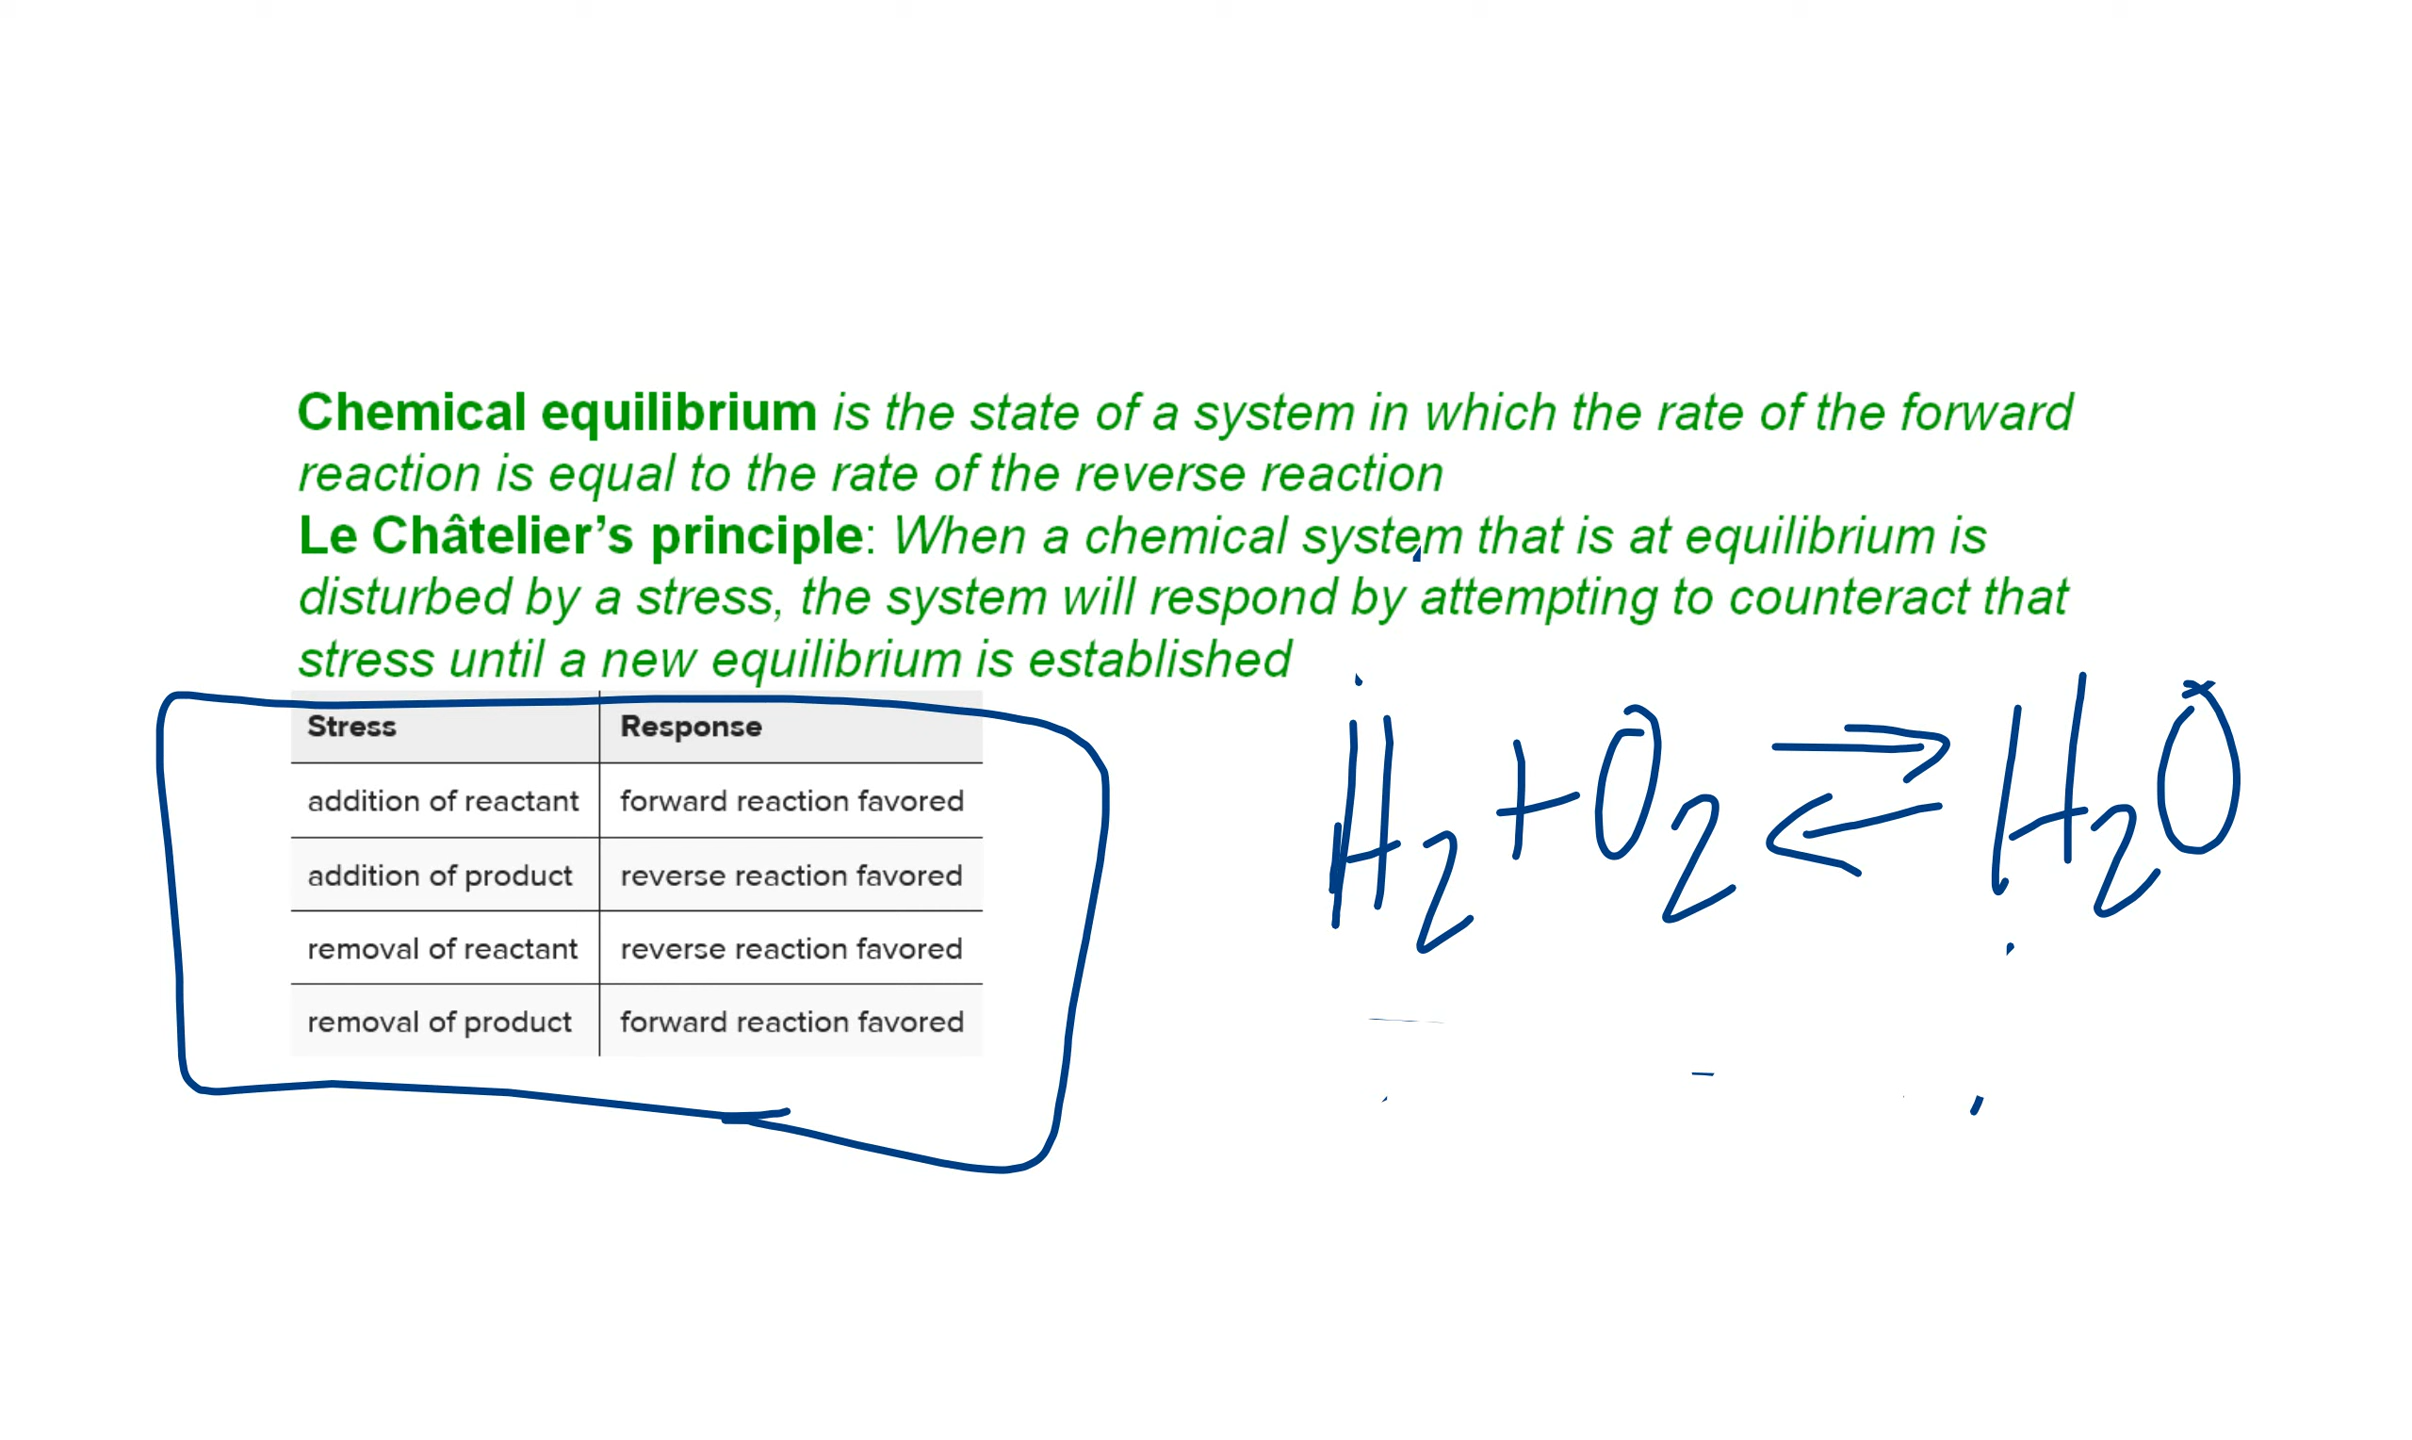 Chemical equilibrium is the state of a system in which the rate of the forward
reaction is equal to the rate of the reverse reaction
Le Châtelier’s principle: When a chemical system that is at equilibrium is
disturbed by a stress, the system will respond by attempting to counteract that
stress until a new equilibrium is established
Stress Response
addition of reactant forward reaction favored
addition of product reverse reaction favored
removal of reactant reverse reaction favored
removal of product forward reaction favored
H₂+O₂ ⇌ H₂O